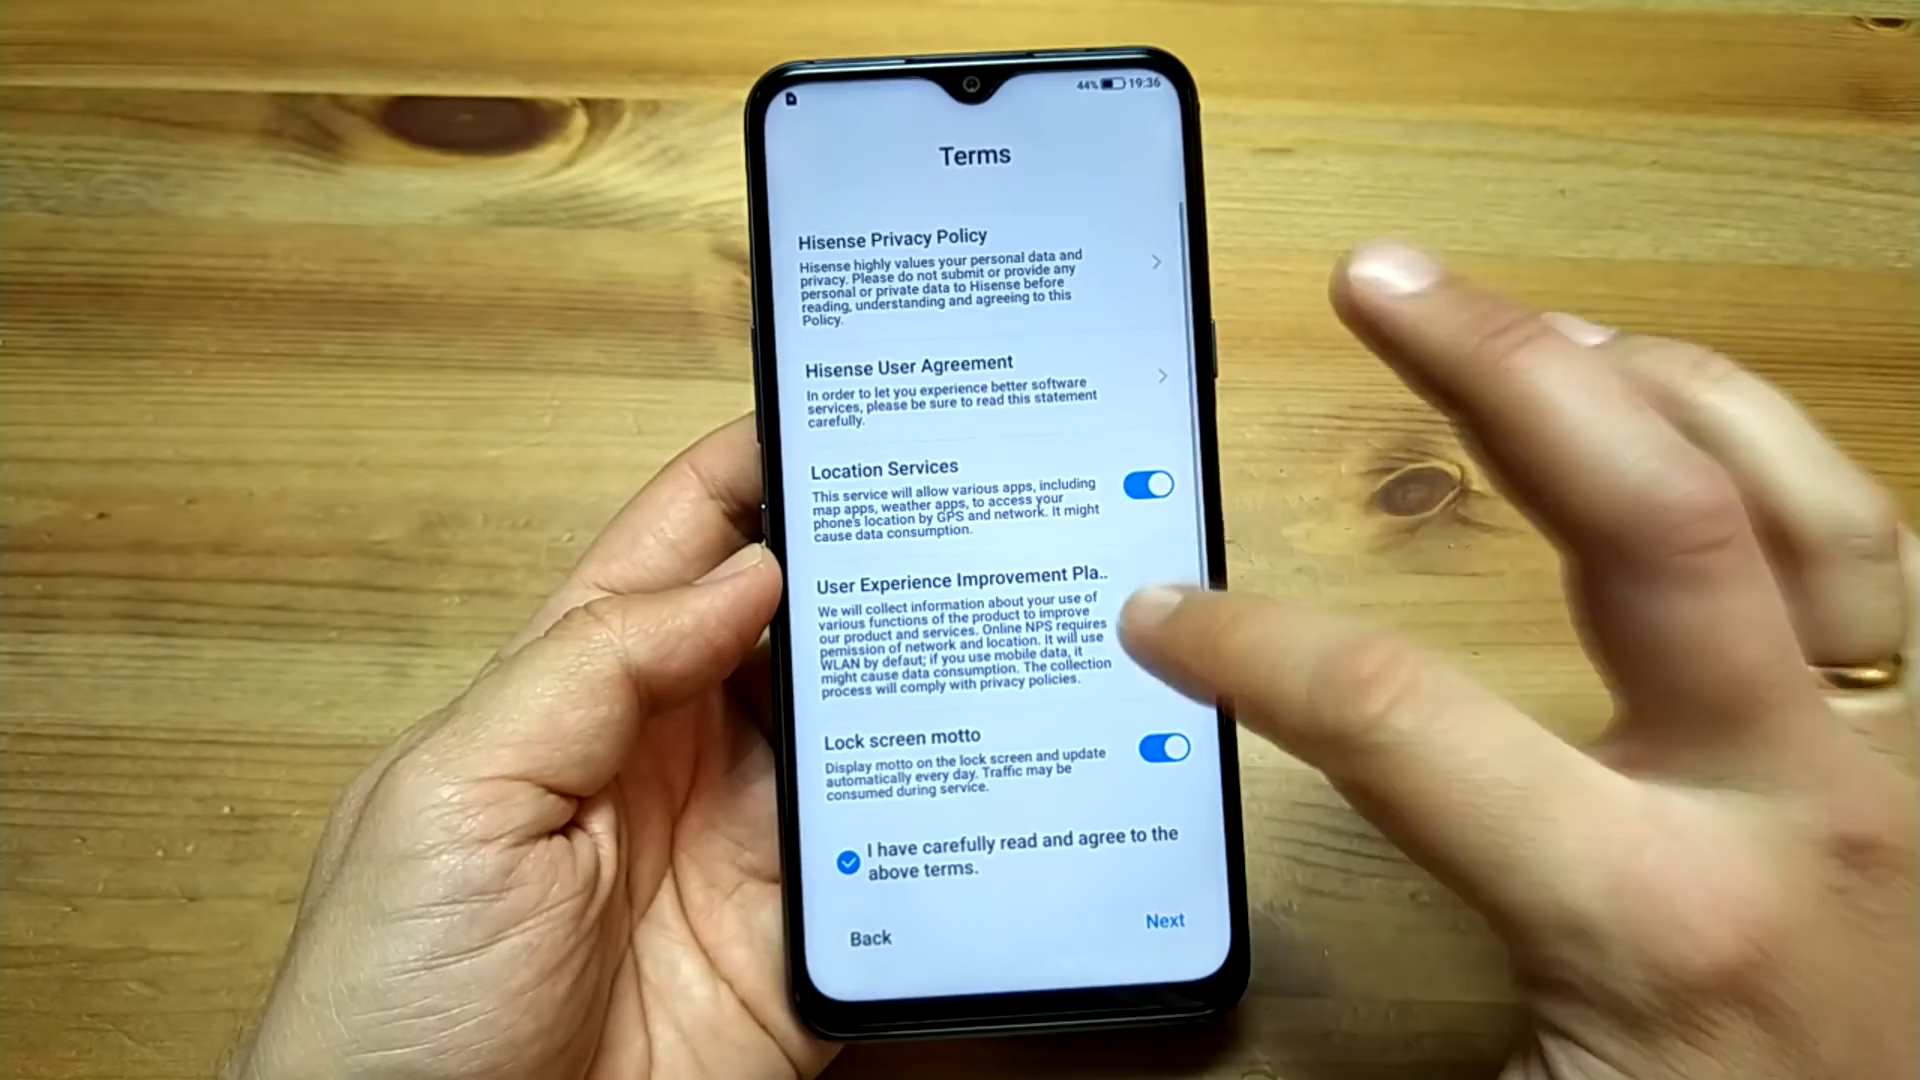 44% 19:36
Terms
Hisense Privacy Policy
Hisense highly values your personal data and
privacy. Please do not submit or provide any
personal or private data to Hisense before
reading, understanding and agreeing to this
Policy.
Hisense User Agreement
In order to let you experience better software
services, please be sure to read this statement
carefully.
Location Services
This service will allow various apps, including
map apps, weather apps, to access your
phone's location by GPS and network. It might
cause data consumption.
User Experience Improvement Pla..
We will collect information about your use of
various functions of the product to improve
our product and services. Online NPS requires
pemission of network and location. It will use
WLAN by defaut; if you use mobile data, it
might cause data consumption. The collection
process will comply with privacy policies.
Lock screen motto
Display motto on the lock screen and update
automatically every day. Traffic may be
consumed during service.
I have carefully read and agree to the
above terms.
Back
Next